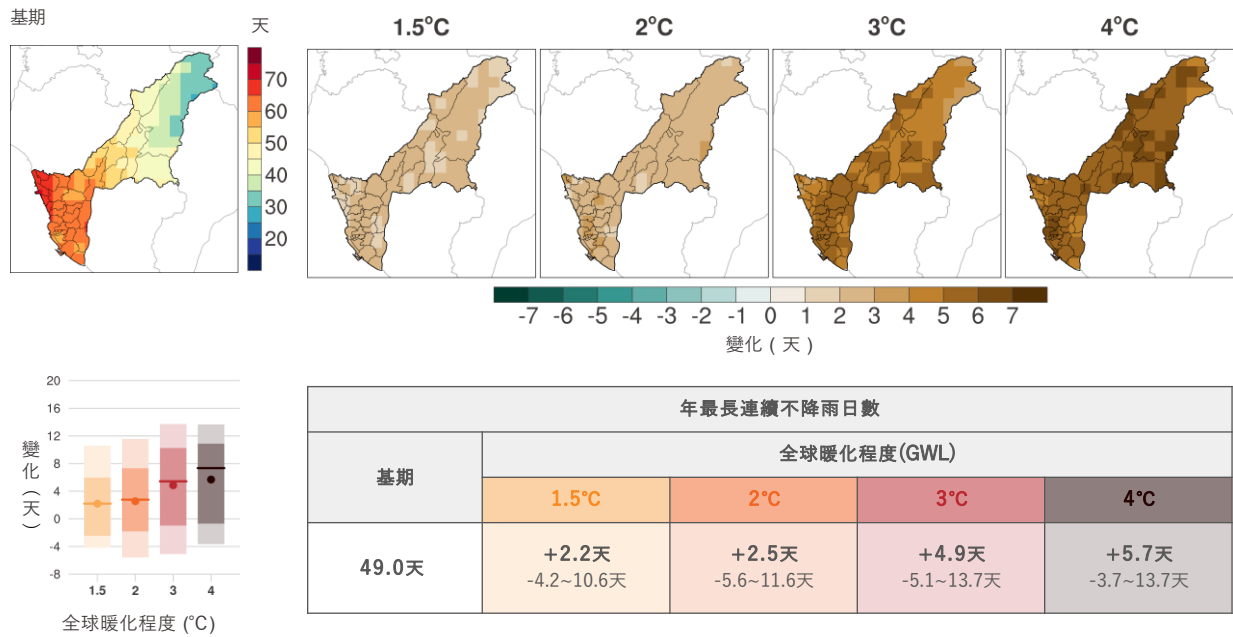 基期
天
1.5°C
2°C
3°C
4°C
70
60
50
40
30
20
-7 -6 -5 -4 -3 -2 -1 0 1 2 3 4 5 6 7
變化（天）
20
16
12
8
4
0
-4
-8
變化（天）
1.5 2 3 4
全球暖化程度 (°C)
年最長連續不降雨日數
基期
全球暖化程度(GWL)
1.5°C 2°C 3°C 4°C
49.0天
+2.2天 +2.5天 +4.9天 +5.7天
-4.2~10.6天 -5.6~11.6天 -5.1~13.7天 -3.7~13.7天